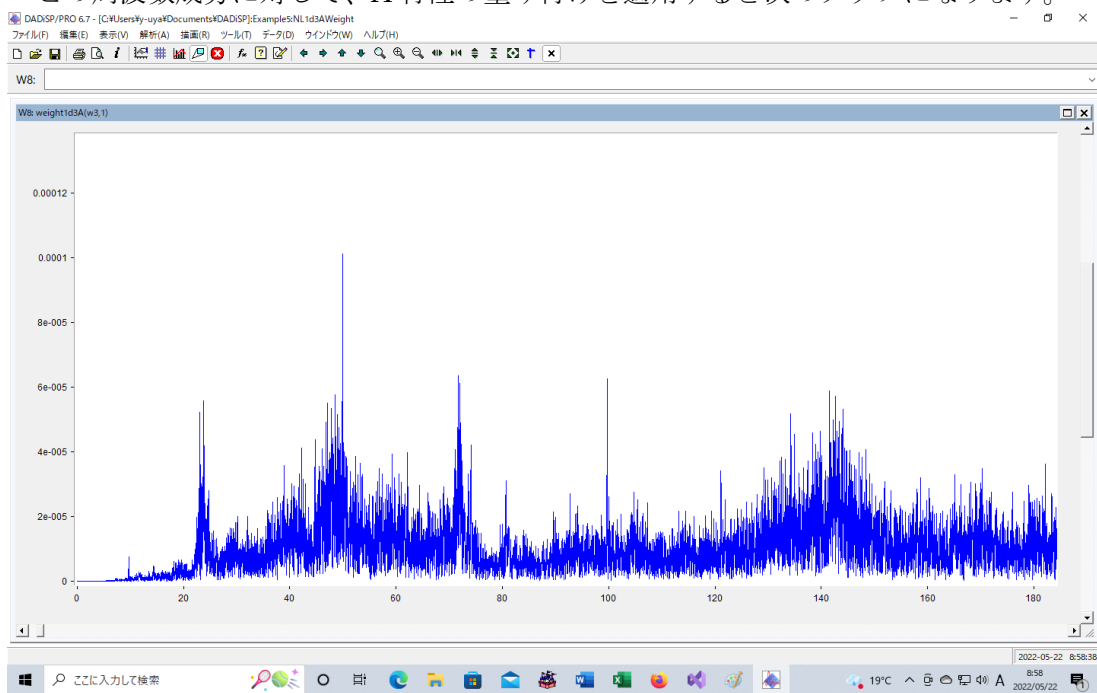 この周波数成分に対して、A特性の重み付けを適用すると次のグラフになります。
DADiSP/PRO 6.7 - [C:¥Users¥y-uya¥Documents¥DADiSP]:Example5:NL1d3AWeight
ファイル(F) 編集(E) 表示(V) 解析(A) 描画(R) ツール(T) データ(D) ウインドウ(W) ヘルプ(H)
W8:
W8: weight1d3A(w3,1)
0.00012
0.0001
8e-005
6e-005
4e-005
2e-005
0
0 20 40 60 80 100 120 140 160 180
2022-05-22 8:58:38
ここに入力して検索
19°C
A
8:58
2022/05/22